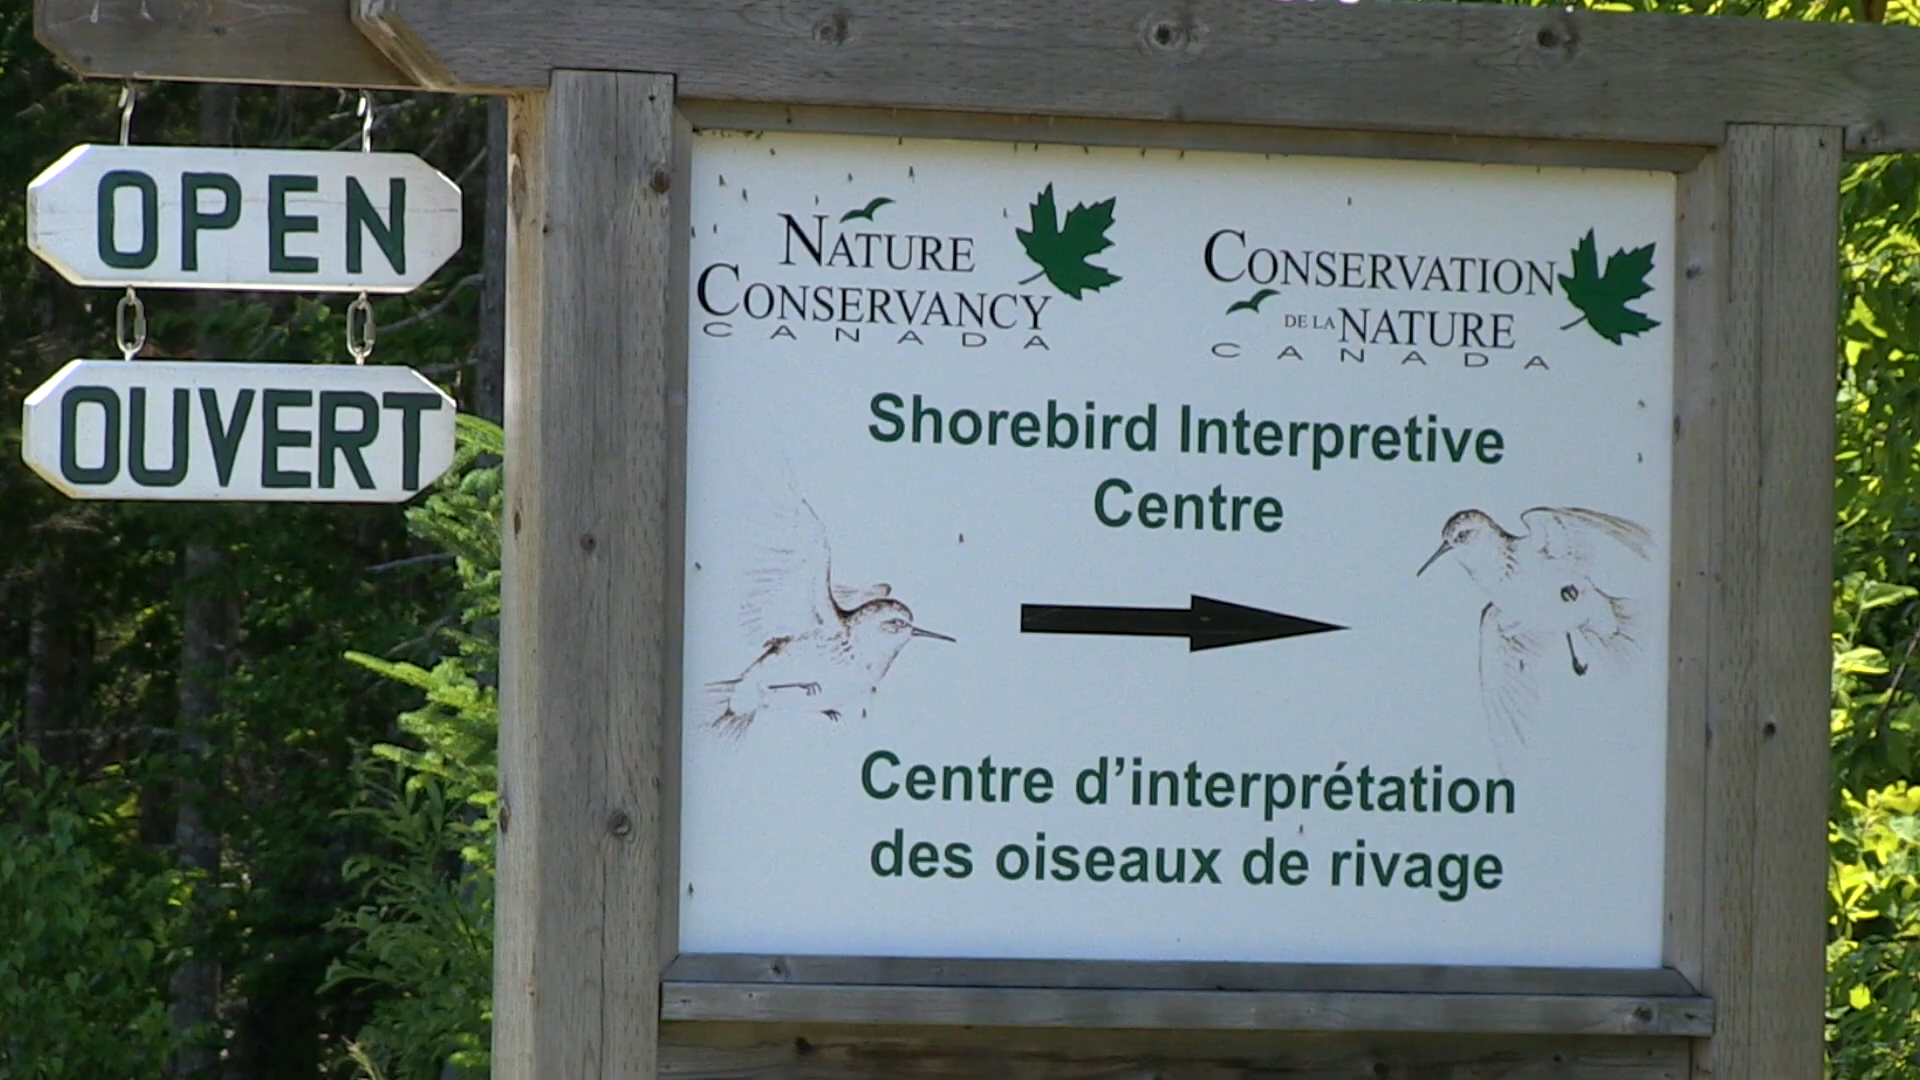 OPEN
OUVERT
NATURE
CONSERVANCY
CANADA
CONSERVATION
DE LA NATURE
CANADA
Shorebird Interpretive
Centre
Centre d’interprétation
des oiseaux de rivage